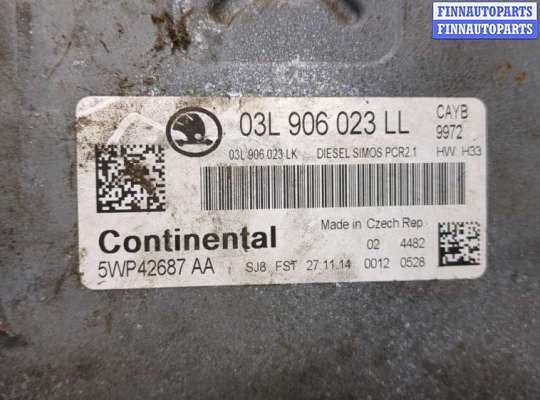 FINNAUTOPARTS
FINNAUTOPARTS
03L 906 023 LL
CAYB
9972
03L 906 023 LK DIESEL SIMOS PCR2.1 HW H33
Continental
Made in Czech Rep
02 4482
5WP42687 AA SJ8 FST 27.11.14 0012 0528